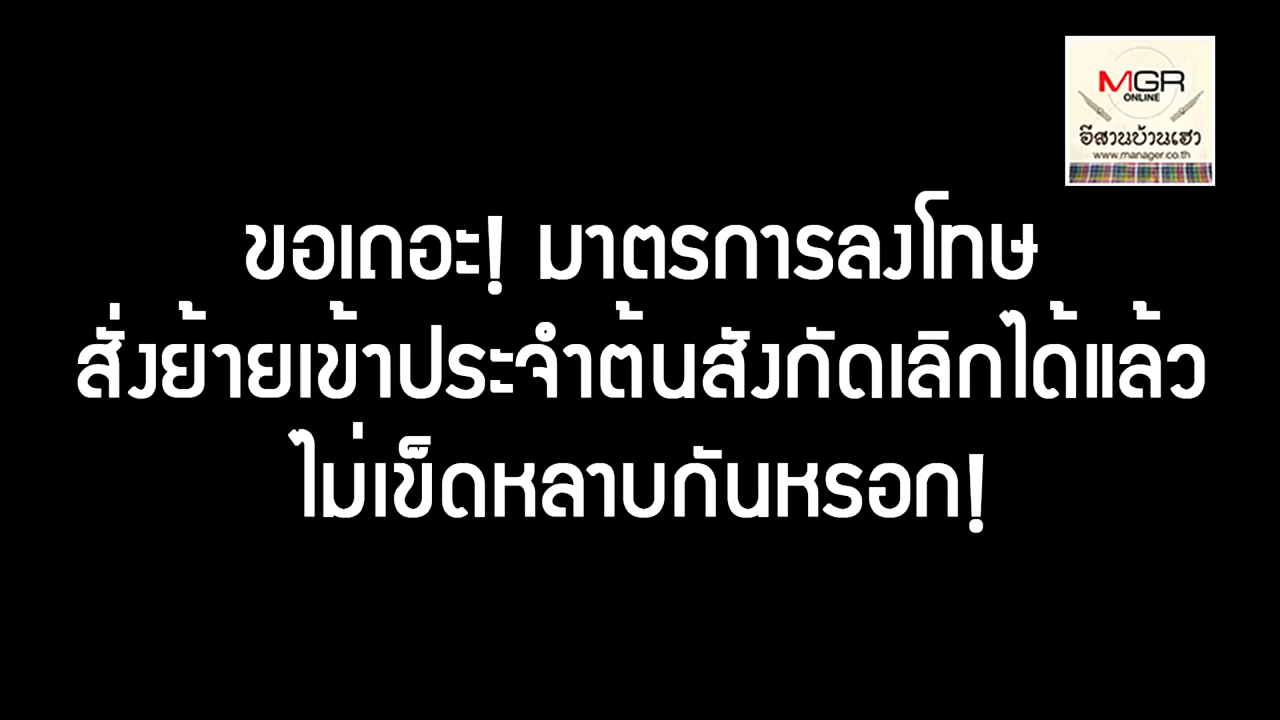 MGR
ONLINE
อีสานบ้านเฮา
www.manager.co.th
ขอเถอะ! มาตรการลงโทษ
สั่งย้ายเข้าประจำต้นสังกัดเลิกได้แล้ว
ไม่เข็ดหลาบกันหรอก!